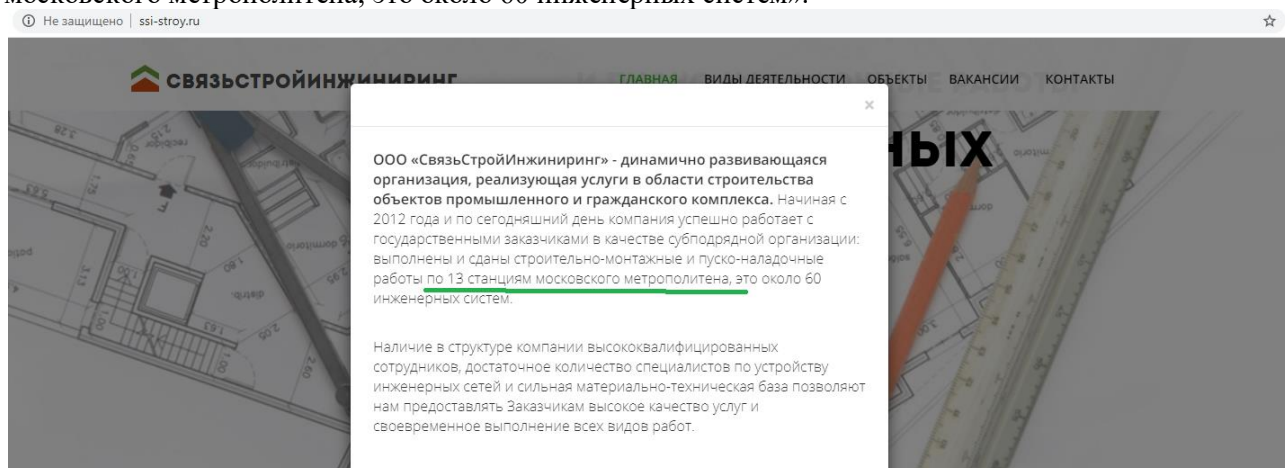 московского метрополитена, это около 60 инженерных систем».
Не защищено | ssi-stroy.ru
СВЯЗЬСТРОЙИНЖИНИРИНГ
ГЛАВНАЯ ВИДЫ ДЕЯТЕЛЬНОСТИ ОБЪЕКТЫ ВАКАНСИИ КОНТАКТЫ
×
НЫХ
ООО «СвязьСтройИнжиниринг» - динамично развивающаяся
организация, реализующая услуги в области строительства
объектов промышленного и гражданского комплекса. Начиная с
2012 года и по сегодняшний день компания успешно работает с
государственными заказчиками в качестве субподрядной организации:
выполнены и сданы строительно-монтажные и пуско-наладочные
работы по 13 станциям московского метрополитена, это около 60
инженерных систем.
Наличие в структуре компании высококвалифицированных
сотрудников, достаточное количество специалистов по устройству
инженерных сетей и сильная материально-техническая база позволяют
нам предоставлять Заказчикам высокое качество услуг и
своевременное выполнение всех видов работ.